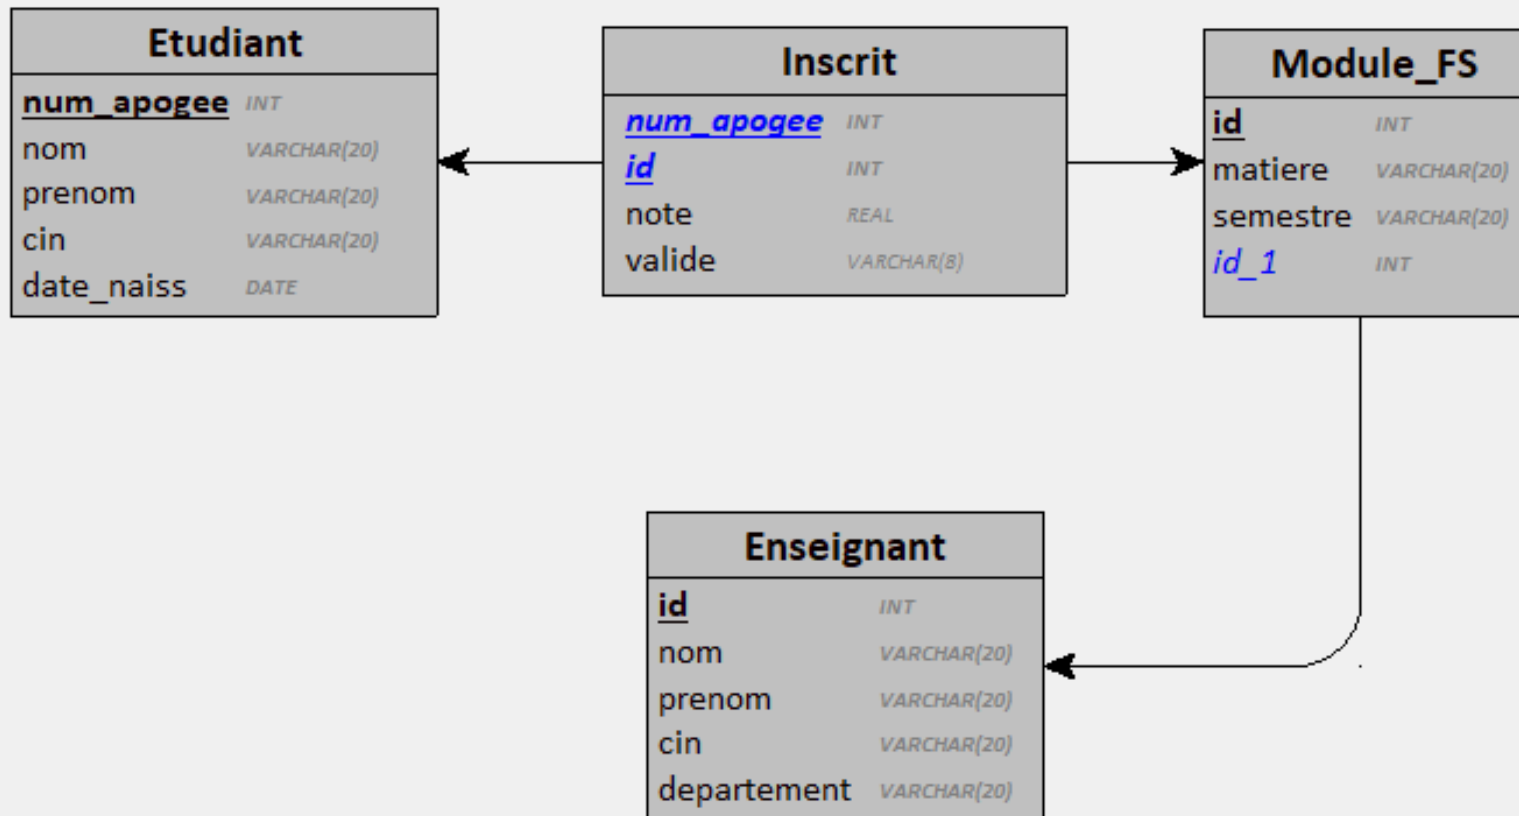 Etudiant
num_apogee INT
nom VARCHAR(20)
prenom VARCHAR(20)
cin VARCHAR(20)
date_naiss DATE
Inscrit
num_apogee INT
id INT
note REAL
valide VARCHAR(8)
Module_FS
id INT
matiere VARCHAR(20)
semestre VARCHAR(20)
id_1 INT
Enseignant
id INT
nom VARCHAR(20)
prenom VARCHAR(20)
cin VARCHAR(20)
departement VARCHAR(20)